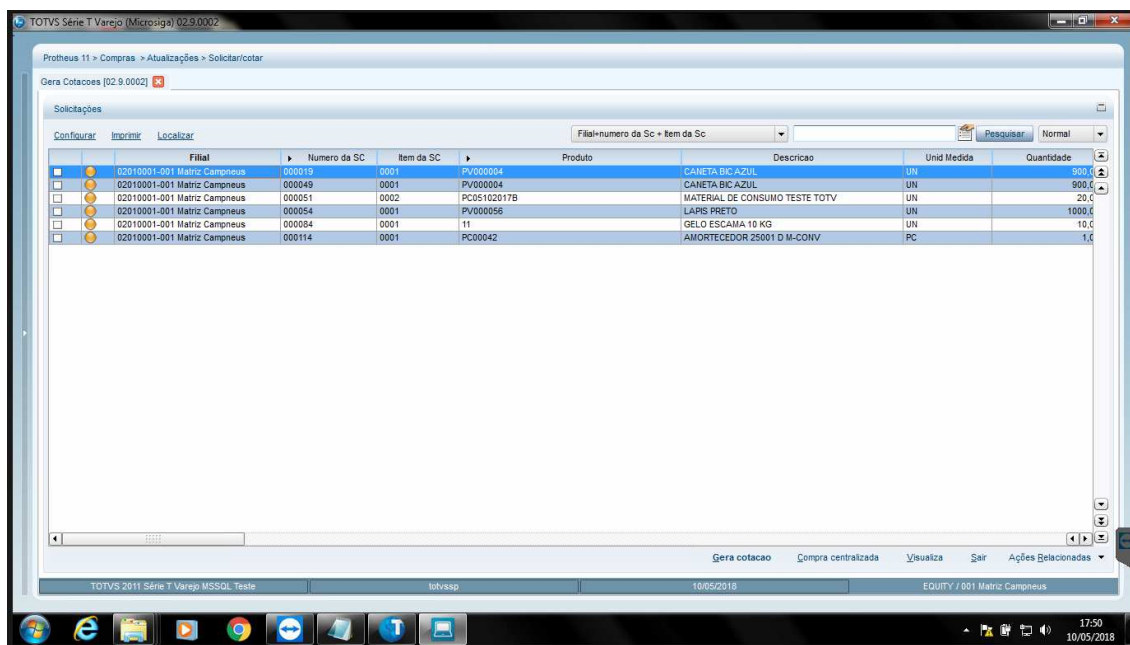 TOTVS Série T Varejo (Microsiga) 02.9.0002
Protheus 11 > Compras > Atualizações > Solicitar/cotar
Gera Cotacoes [02.9.0002]
Solicitações
Configurar Imprimir Localizar Filial+numero da Sc + Item da Sc Pesquisar Normal
Filial Numero da SC Item da SC Produto Descricao Unid Medida Quantidade
02010001-001 Matriz Campneus 000019 0001 PV000004 CANETA BIC AZUL UN 900,0
02010001-001 Matriz Campneus 000049 0001 PV000004 CANETA BIC AZUL UN 900,0
02010001-001 Matriz Campneus 000051 0002 PC05102017B MATERIAL DE CONSUMO TESTE TOTV UN 20,0
02010001-001 Matriz Campneus 000054 0001 PV000056 LAPIS PRETO UN 1000,0
02010001-001 Matriz Campneus 000084 0001 11 GELO ESCAMA 10 KG UN 10,0
02010001-001 Matriz Campneus 000114 0001 PC00042 AMORTECEDOR 25001 D M-CONV PC 1,0
Gera cotacao Compra centralizada Visualiza Sair Ações Relacionadas
TOTVS 2011 Série T Varejo MSSQL Teste totvssp 10/05/2018 EQUITY / 001 Matriz Campneus
17:50
10/05/2018